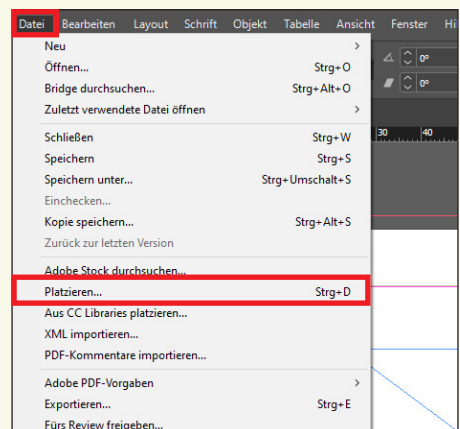 Datei Bearbeiten Layout Schrift Objekt Tabelle Ansicht Fenster
Neu >
Öffnen... Strg+O
Bridge durchsuchen... Strg+Alt+O
Zuletzt verwendete Datei öffnen >
Schließen Strg+W
Speichern Strg+S
Speichern unter... Strg+Umschalt+S
Einchecken...
Kopie speichern... Strg+Alt+S
Zurück zur letzten Version
Adobe Stock durchsuchen...
Platzieren... Strg+D
Aus CC Libraries platzieren...
XML importieren...
PDF-Kommentare importieren...
Adobe PDF-Vorgaben >
Exportieren... Strg+E
Fürs Review freigeben...
0°
0°
30 40